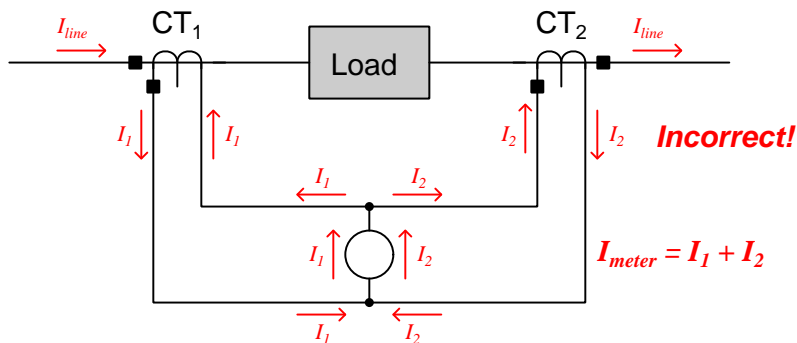 CT1 CT2
Iline Iline
Load
I1 I1 I2 I2 Incorrect!
I1 I2
I1 I2 Imeter = I1 + I2
I1 I2